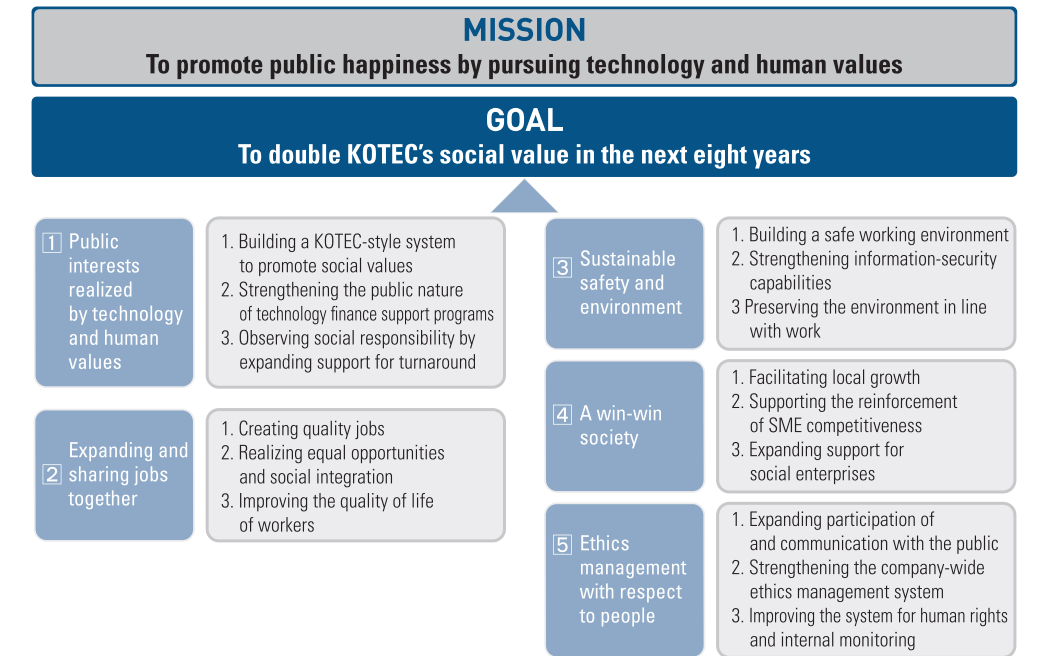 MISSION
To promote public happiness by pursuing technology and human values
GOAL
To double KOTEC’s social value in the next eight years
1 Public
interests
realized
by technology
and human
values
1. Building a KOTEC-style system
to promote social values
2. Strengthening the public nature
of technology finance support programs
3. Observing social responsibility by
expanding support for turnaround
Expanding and
2 sharing jobs
together
1. Creating quality jobs
2. Realizing equal opportunities
and social integration
3. Improving the quality of life
of workers
3 Sustainable
safety and
environment
1. Building a safe working environment
2. Strengthening information-security
capabilities
3 Preserving the environment in line
with work
4 A win-win
society
1. Facilitating local growth
2. Supporting the reinforcement
of SME competitiveness
3. Expanding support for
social enterprises
5 Ethics
management
with respect
to people
1. Expanding participation of
and communication with the public
2. Strengthening the company-wide
ethics management system
3. Improving the system for human rights
and internal monitoring